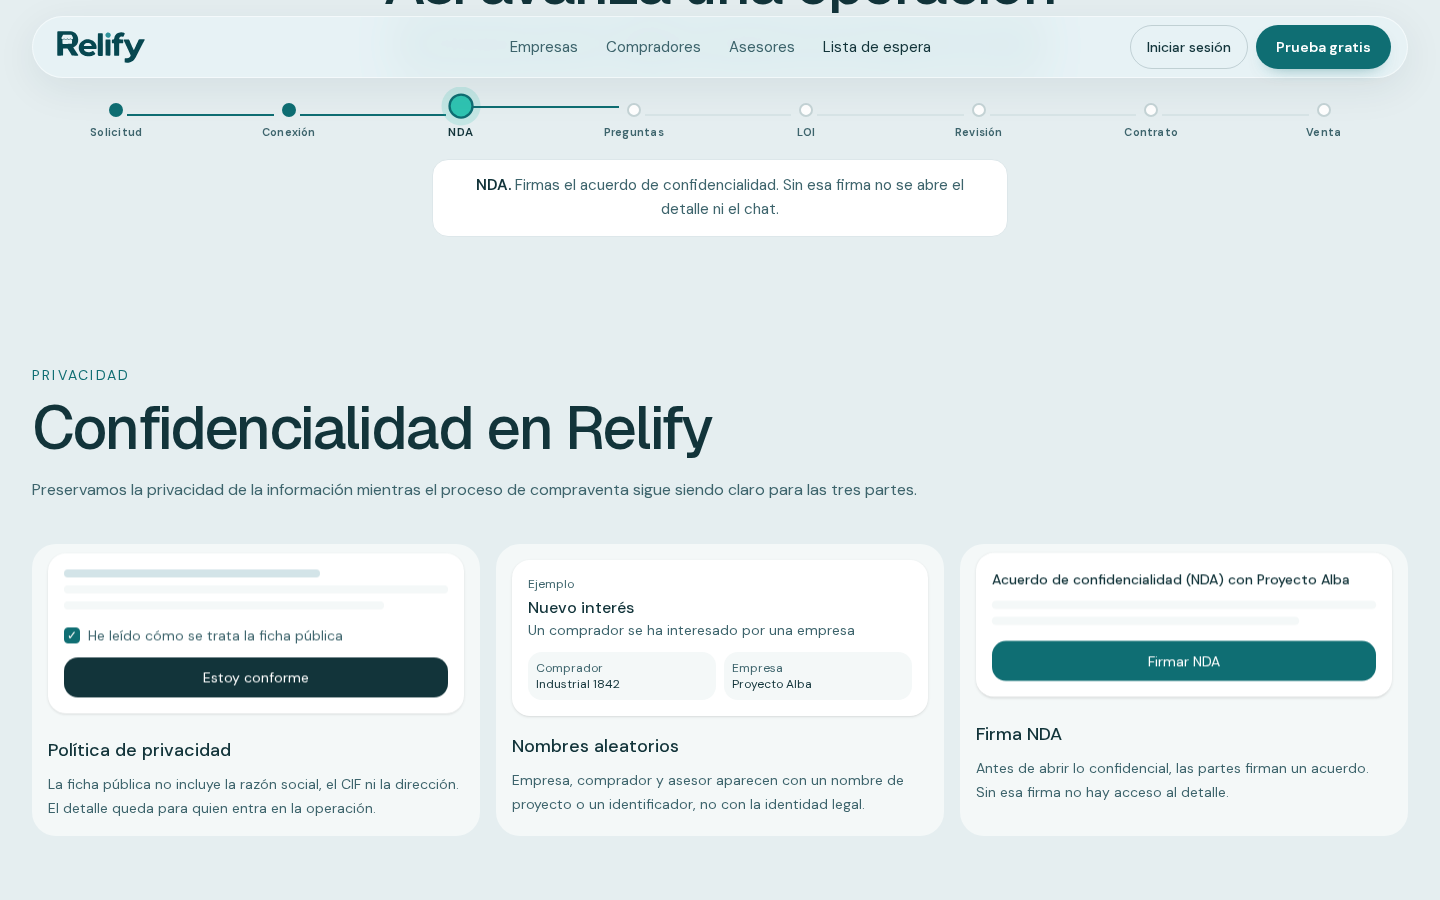 Así avanza una operación
Relify
Empresas
Compradores
Asesores
Lista de espera
Iniciar sesión
Prueba gratis
Solicitud
Conexión
NDA
Preguntas
LOI
Revisión
Contrato
Venta
NDA. Firmas el acuerdo de confidencialidad. Sin esa firma no se abre el
detalle ni el chat.
PRIVACIDAD
Confidencialidad en Relify
Preservamos la privacidad de la información mientras el proceso de compraventa sigue siendo claro para las tres partes.
He leído cómo se trata la ficha pública
Estoy conforme
Política de privacidad
La ficha pública no incluye la razón social, el CIF ni la dirección.
El detalle queda para quien entra en la operación.
Ejemplo
Nuevo interés
Un comprador se ha interesado por una empresa
Comprador
Industrial 1842
Empresa
Proyecto Alba
Nombres aleatorios
Empresa, comprador y asesor aparecen con un nombre de
proyecto o un identificador, no con la identidad legal.
Acuerdo de confidencialidad (NDA) con Proyecto Alba
Firmar NDA
Firma NDA
Antes de abrir lo confidencial, las partes firman un acuerdo.
Sin esa firma no hay acceso al detalle.